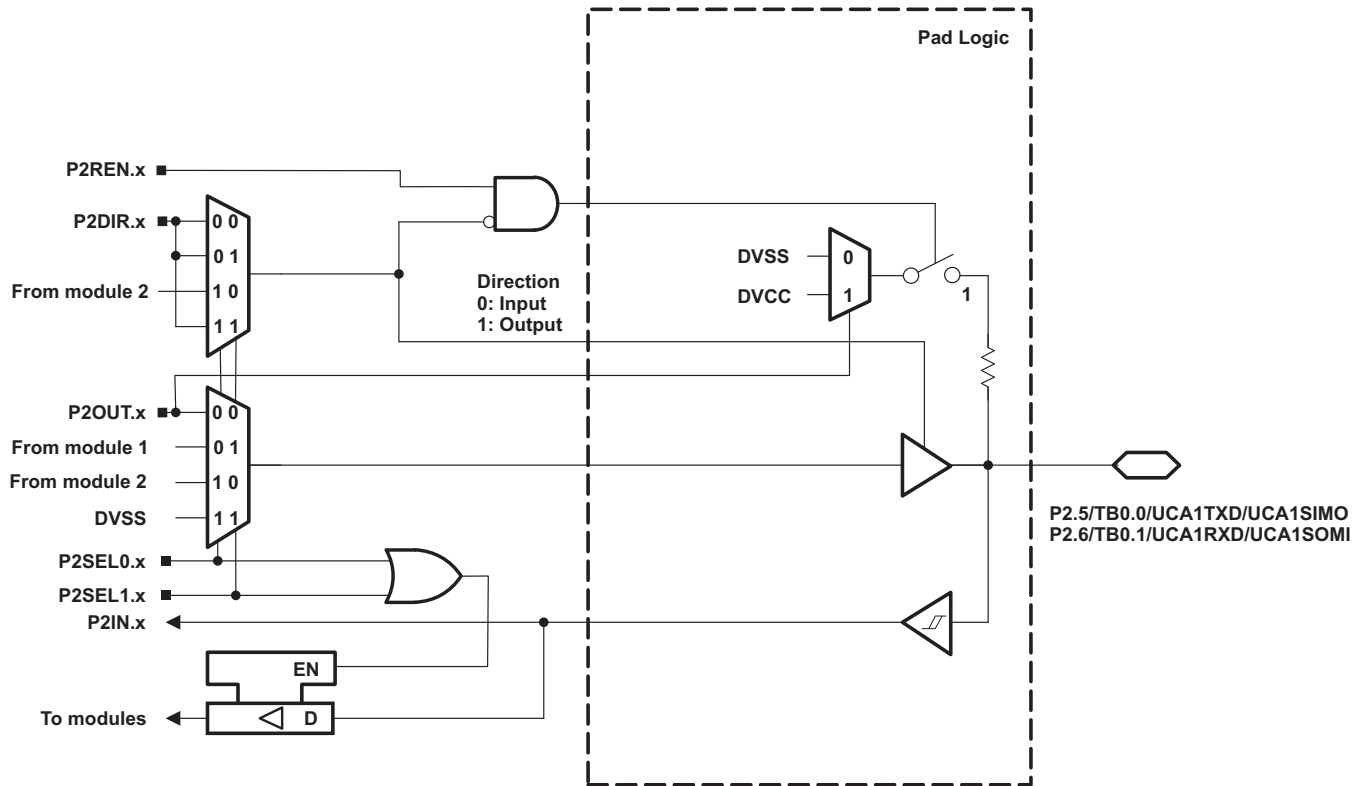 Pad Logic
P2REN.x
P2DIR.x
0 0
0 1
From module 2
1 0
1 1
Direction
0: Input
1: Output
DVSS
0
DVCC
1
1
P2OUT.x
0 0
From module 1
0 1
From module 2
1 0
DVSS
1 1
P2SEL0.x
P2SEL1.x
P2IN.x
EN
To modules
D
P2.5/TB0.0/UCA1TXD/UCA1SIMO
P2.6/TB0.1/UCA1RXD/UCA1SOMI